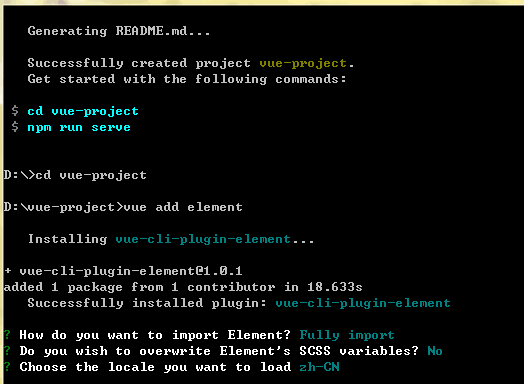 Generating README.md...
Successfully created project vue-project.
Get started with the following commands:
$ cd vue-project
$ npm run serve
D:\>cd vue-project
D:\vue-project>vue add element
Installing vue-cli-plugin-element...
+ vue-cli-plugin-element@1.0.1
added 1 package from 1 contributor in 18.633s
Successfully installed plugin: vue-cli-plugin-element
? How do you want to import Element? Fully import
? Do you wish to overwrite Element's SCSS variables? No
? Choose the locale you want to load zh-CN